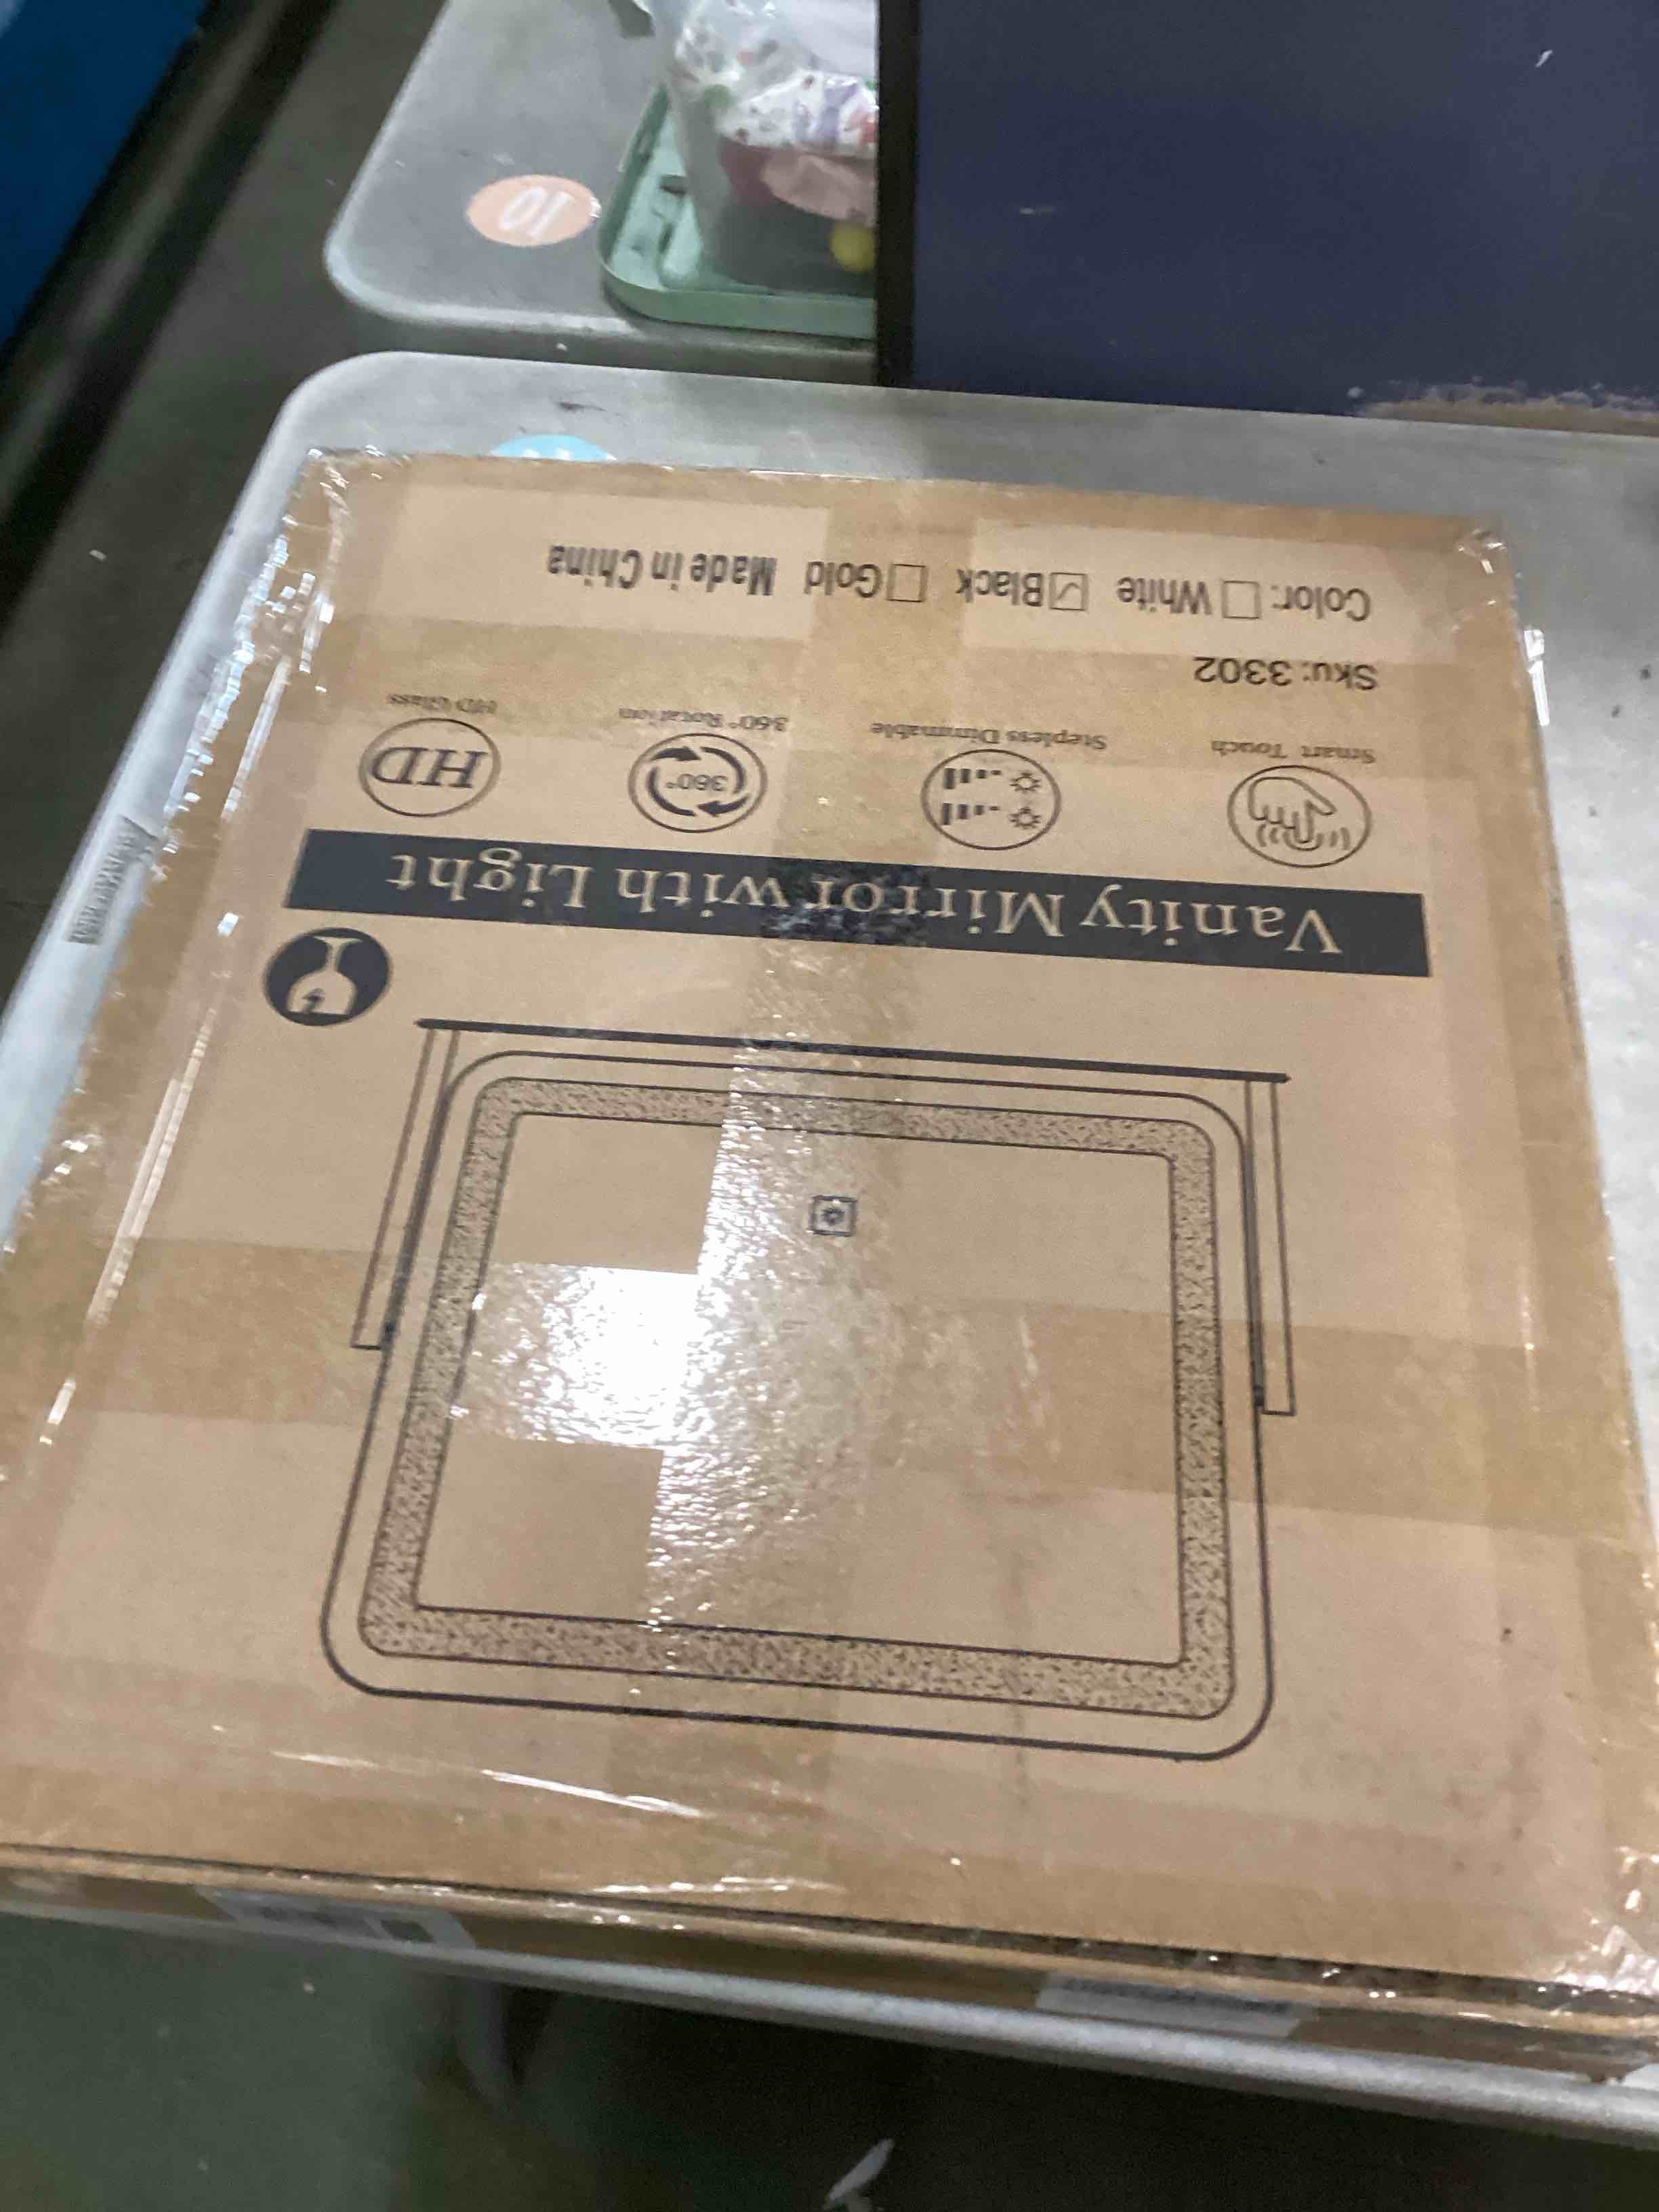 Vanity Mirror with Light
HD
360°
Smart Touch
Stepless Dimmable
360° Rotation
HD Glass
Sku: 3302
Color: White Black Gold Made in China
10